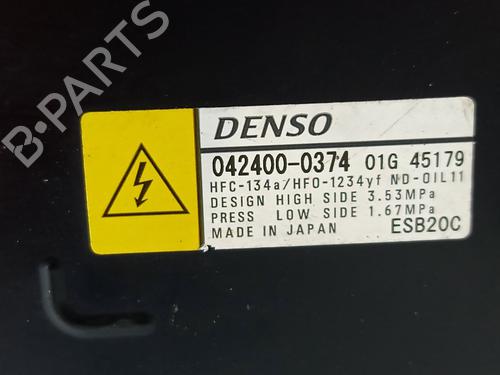 B-Parts
DENSO
042400-0374 01G 45179
HFC-134a/HFO-1234yf ND-OIL11
DESIGN HIGH SIDE 3.53MPa
PRESS LOW SIDE 1.67MPa
MADE IN JAPAN ESB20C